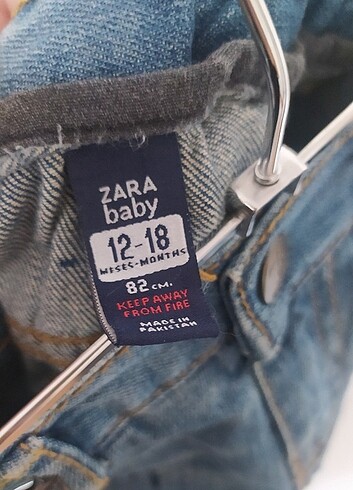 ZARA
baby
12-18
MESES-MONTHS
82 CM.
KEEP AWAY
FROM FIRE
MADE IN
PAKISTAN